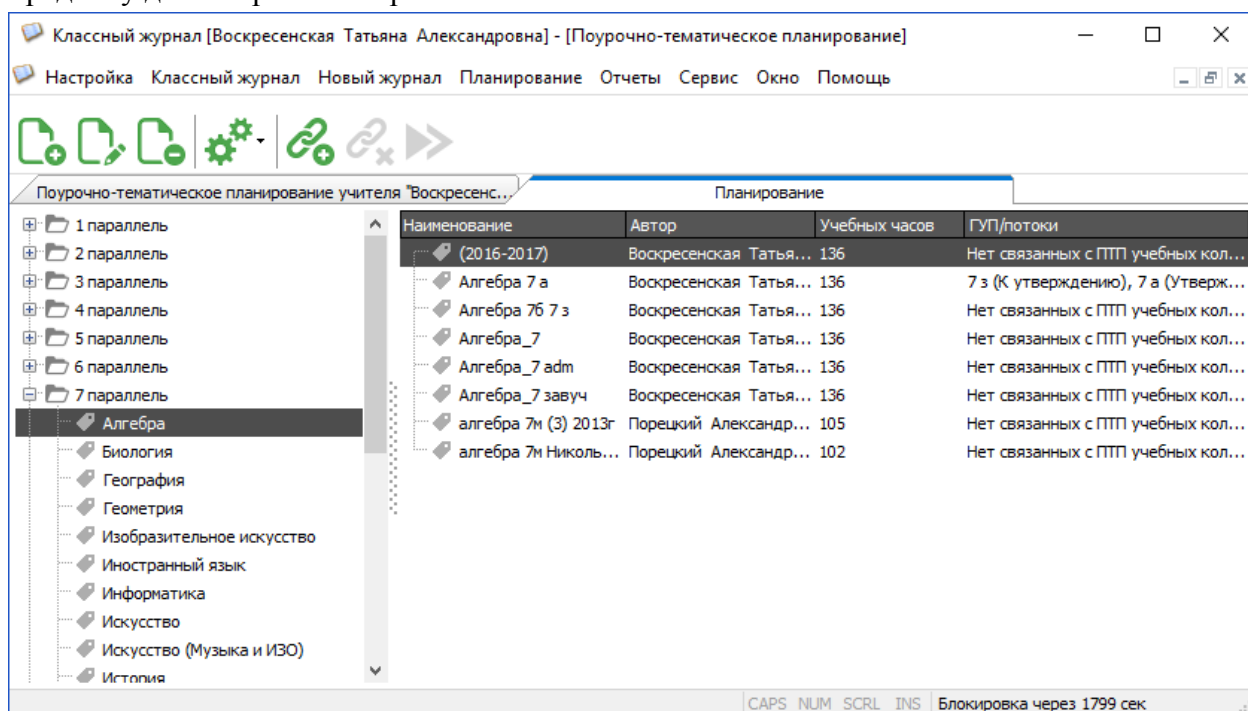 Классный журнал [Воскресенская Татьяна Александровна] - [Поурочно-тематическое планирование]
Настройка Классный журнал Новый журнал Планирование Отчеты Сервис Окно Помощь
Поурочно-тематическое планирование учителя "Воскресенс... Планирование
1 параллель
2 параллель
3 параллель
4 параллель
5 параллель
6 параллель
7 параллель
Алгебра
Биология
География
Геометрия
Изобразительное искусство
Иностранный язык
Информатика
Искусство
Искусство (Музыка и ИЗО)
История
Наименование Автор Учебных часов ГУП/потоки
(2016-2017) Воскресенская Татья... 136 Нет связанных с ПТП учебных кол...
Алгебра 7 а Воскресенская Татья... 136 7 з (К утверждению), 7 а (Утверж...
Алгебра 7б 7 з Воскресенская Татья... 136 Нет связанных с ПТП учебных кол...
Алгебра_7 Воскресенская Татья... 136 Нет связанных с ПТП учебных кол...
Алгебра_7 adm Воскресенская Татья... 136 Нет связанных с ПТП учебных кол...
Алгебра_7 завуч Воскресенская Татья... 136 Нет связанных с ПТП учебных кол...
алгебра 7м (3) 2013г Порецкий Александр... 105 Нет связанных с ПТП учебных кол...
алгебра 7м Николь... Порецкий Александр... 102 Нет связанных с ПТП учебных кол...
CAPS NUM SCRL INS Блокировка через 1799 сек